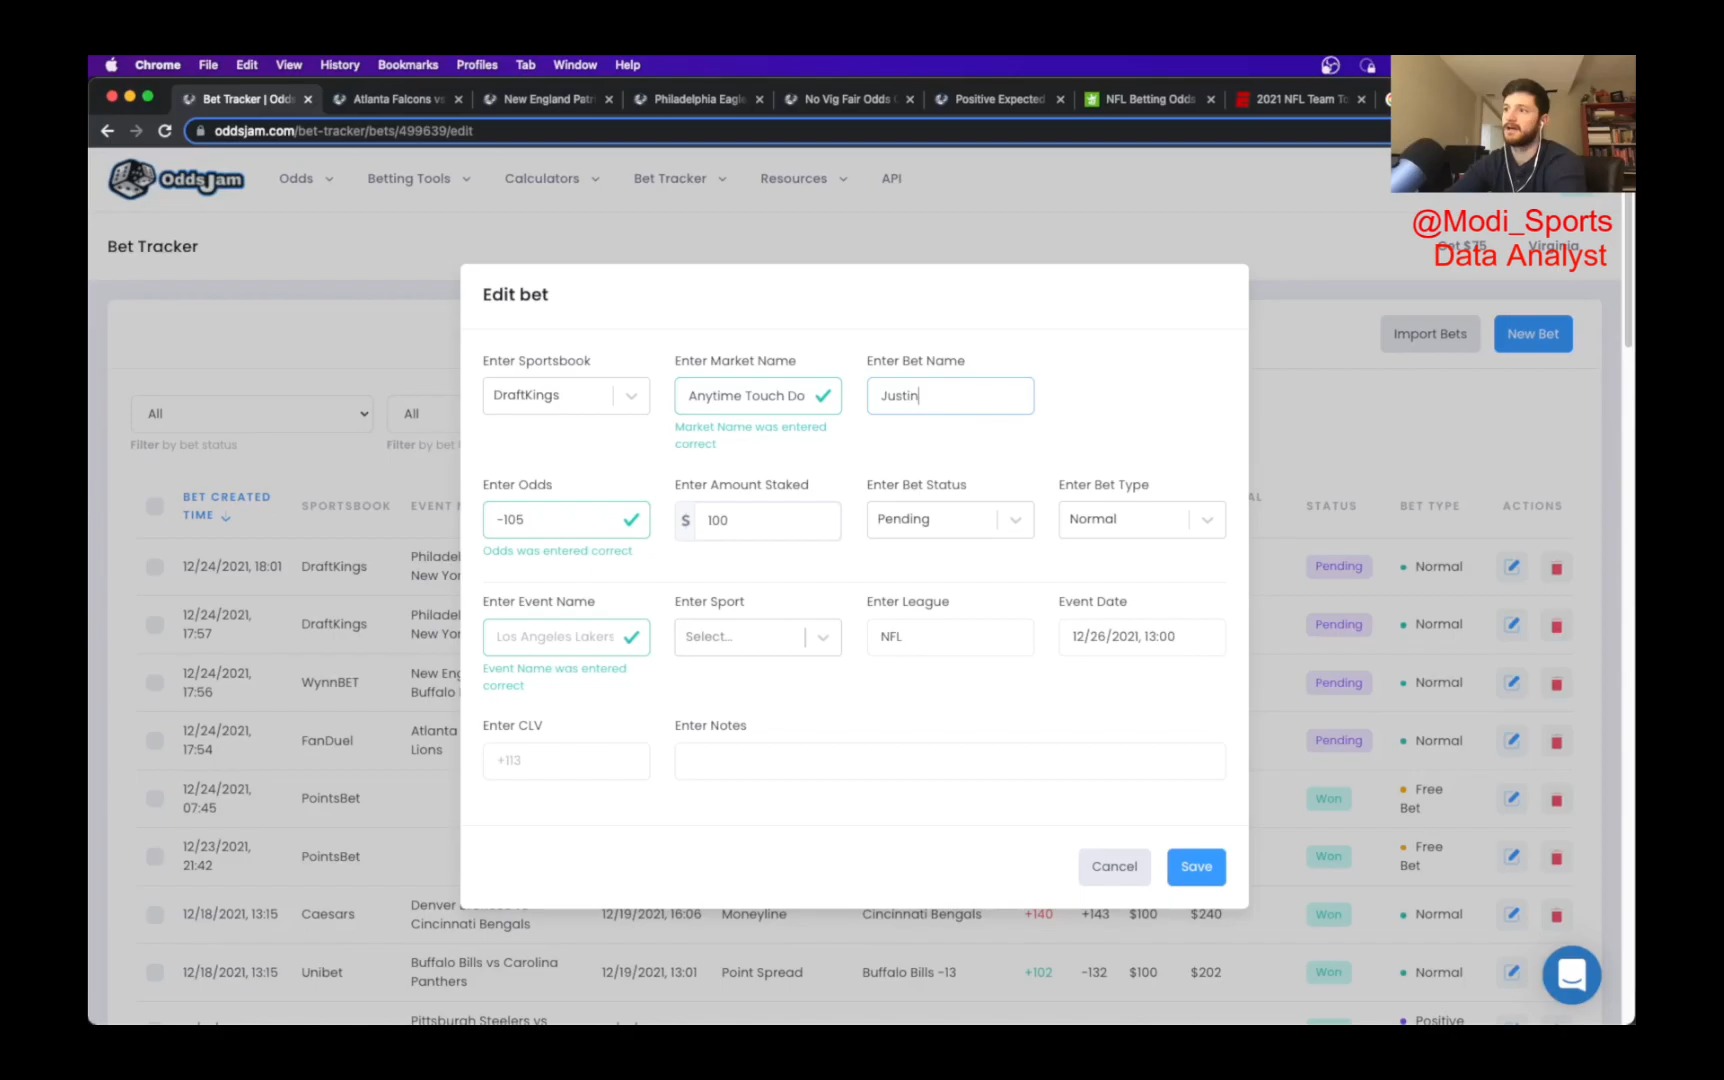 Chrome File Edit View History Bookmarks Profiles Tab Window Help
Bet Tracker | Odds Atlanta Falcons vs New England Patri Philadelphia Eagle No Vig Fair Odds Positive Expected NFL Betting Odds 2021 NFL Team To
oddsjam.com/bet-tracker/bets/499639/edit
OddsJam Odds Betting Tools Calculators Bet Tracker Resources API
@Modi_Sports
Bet Tracker Get $75 Virginia
Data Analyst
Edit bet
Import Bets New Bet
Enter Sportsbook Enter Market Name Enter Bet Name
DraftKings Anytime Touch Do Justin
Market Name was entered
correct
All All
Filter by bet status Filter by bet
Enter Odds Enter Amount Staked Enter Bet Status Enter Bet Type
-105 $ 100 Pending Normal
Odds was entered correct
BET CREATED
TIME SPORTSBOOK EVENT STATUS BET TYPE ACTIONS
12/24/2021, 18:01 DraftKings Philadel
New Yor Pending Normal
Enter Event Name Enter Sport Enter League Event Date
Los Angeles Lakers Select... NFL 12/26/2021, 13:00
Event Name was entered
correct
12/24/2021,
17:57 DraftKings Philadel
New Yor Pending Normal
12/24/2021,
17:56 WynnBET New Eng
Buffalo Pending Normal
Enter CLV Enter Notes
+113
12/24/2021,
17:54 FanDuel Atlanta
Lions Pending Normal
12/24/2021,
07:45 PointsBet Won Free
Bet
12/23/2021,
21:42 PointsBet Won Free
Bet
Cancel Save
12/18/2021, 13:15 Caesars Denver
Cincinnati Bengals 12/19/2021, 16:06 Moneyline Cincinnati Bengals +140 +143 $100 $240 Won Normal
12/18/2021, 13:15 Unibet Buffalo Bills vs Carolina
Panthers 12/19/2021, 13:01 Point Spread Buffalo Bills -13 +102 -132 $100 $202 Won Normal
Pittsburgh Steelers vs Positive